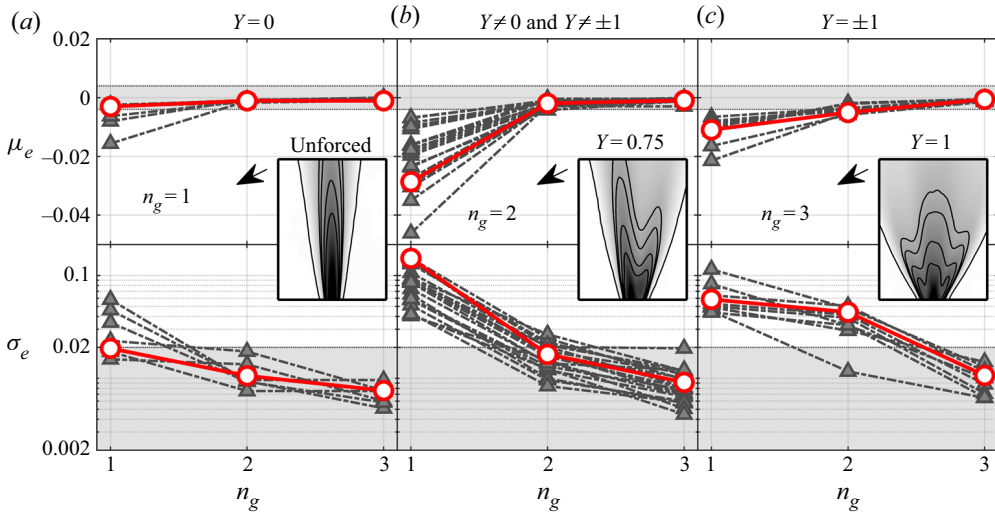 (a) Y = 0 (b) Y ≠ 0 and Y ≠ ±1 (c) Y = ±1
0.02
0
μe
−0.02
−0.04
Unforced
ng = 1
Y = 0.75
ng = 2
Y = 1
ng = 3
0.1
σe
0.02
0.002
1 2 3 1 2 3 1 2 3
ng ng ng